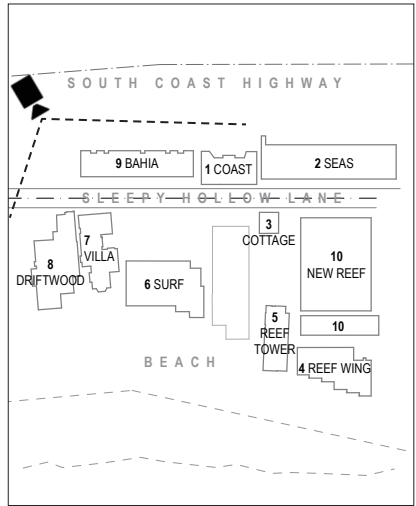 SOUTH COAST HIGHWAY
9 BAHIA
1 COAST
2 SEAS
SLEEPY HOLLOW LANE
3
COTTAGE
7
VILLA
8
DRIFTWOOD
6 SURF
10
NEW REEF
5
REEF
TOWER
10
4 REEF WING
BEACH